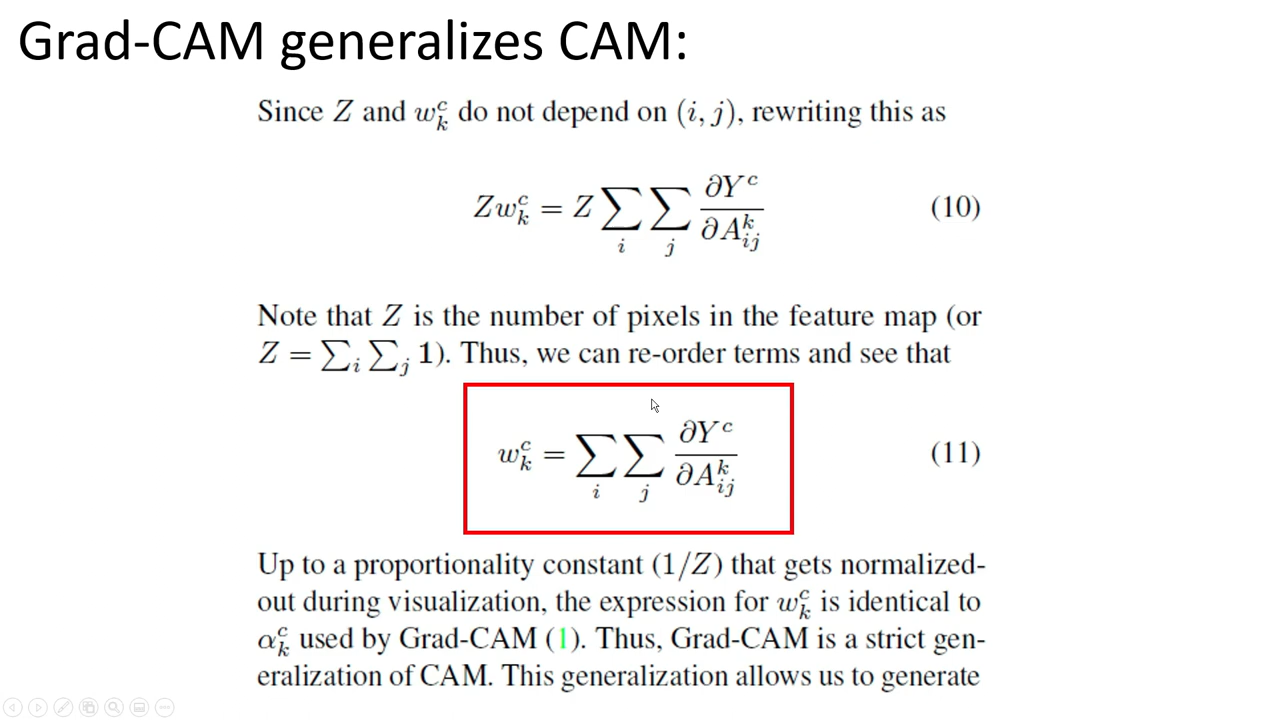 Grad-CAM generalizes CAM:
Since Z and w_k^c do not depend on (i, j), rewriting this as
Zw_k^c = Z ∑_i ∑_j ∂Y^c / ∂A_{ij}^k (10)
Note that Z is the number of pixels in the feature map (or
Z = ∑_i ∑_j 1). Thus, we can re-order terms and see that
w_k^c = ∑_i ∑_j ∂Y^c / ∂A_{ij}^k (11)
Up to a proportionality constant (1/Z) that gets normalized-
out during visualization, the expression for w_k^c is identical to
α_k^c used by Grad-CAM (1). Thus, Grad-CAM is a strict gen-
eralization of CAM. This generalization allows us to generate